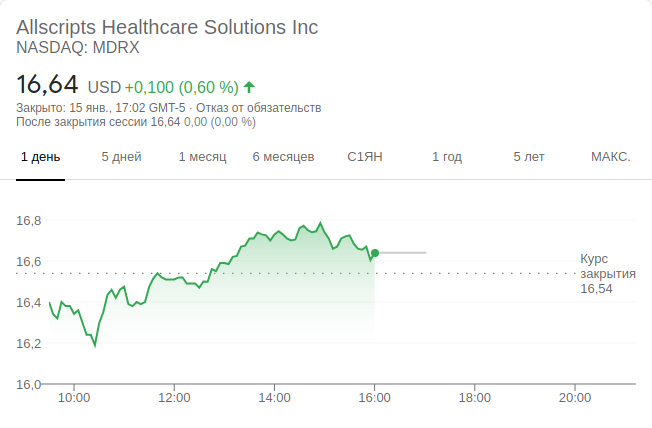 Allscripts Healthcare Solutions Inc
NASDAQ: MDRX
16,64 USD +0,100 (0,60 %)
Закрыто: 15 янв., 17:02 GMT-5 · Отказ от обязательств
После закрытия сессии 16,64 0,00 (0,00 %)
1 день 5 дней 1 месяц 6 месяцев С1ЯН 1 год 5 лет МАКС.
16,8
16,6
16,4
16,2
16,0
Курс
закрытия
16,54
10:00 12:00 14:00 16:00 18:00 20:00